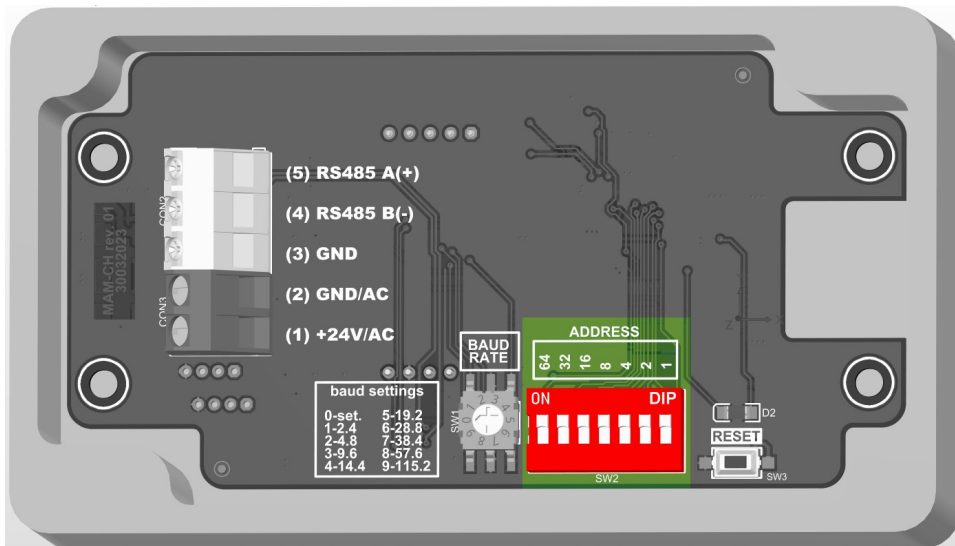 (5) RS485 A(+)
(4) RS485 B(-)
(3) GND
(2) GND/AC
(1) +24V/AC
CON2
CON3
MAM-CH rev. 01
30032023
BAUD
RATE
baud settings
0-set. 5-19.2
1-2.4 6-28.8
2-4.8 7-38.4
3-9.6 8-57.6
4-14.4 9-115.2
SW1
ADDRESS
64 32 16 8 4 2 1
ON DIP
SW2
D2
RESET
SW3
Z